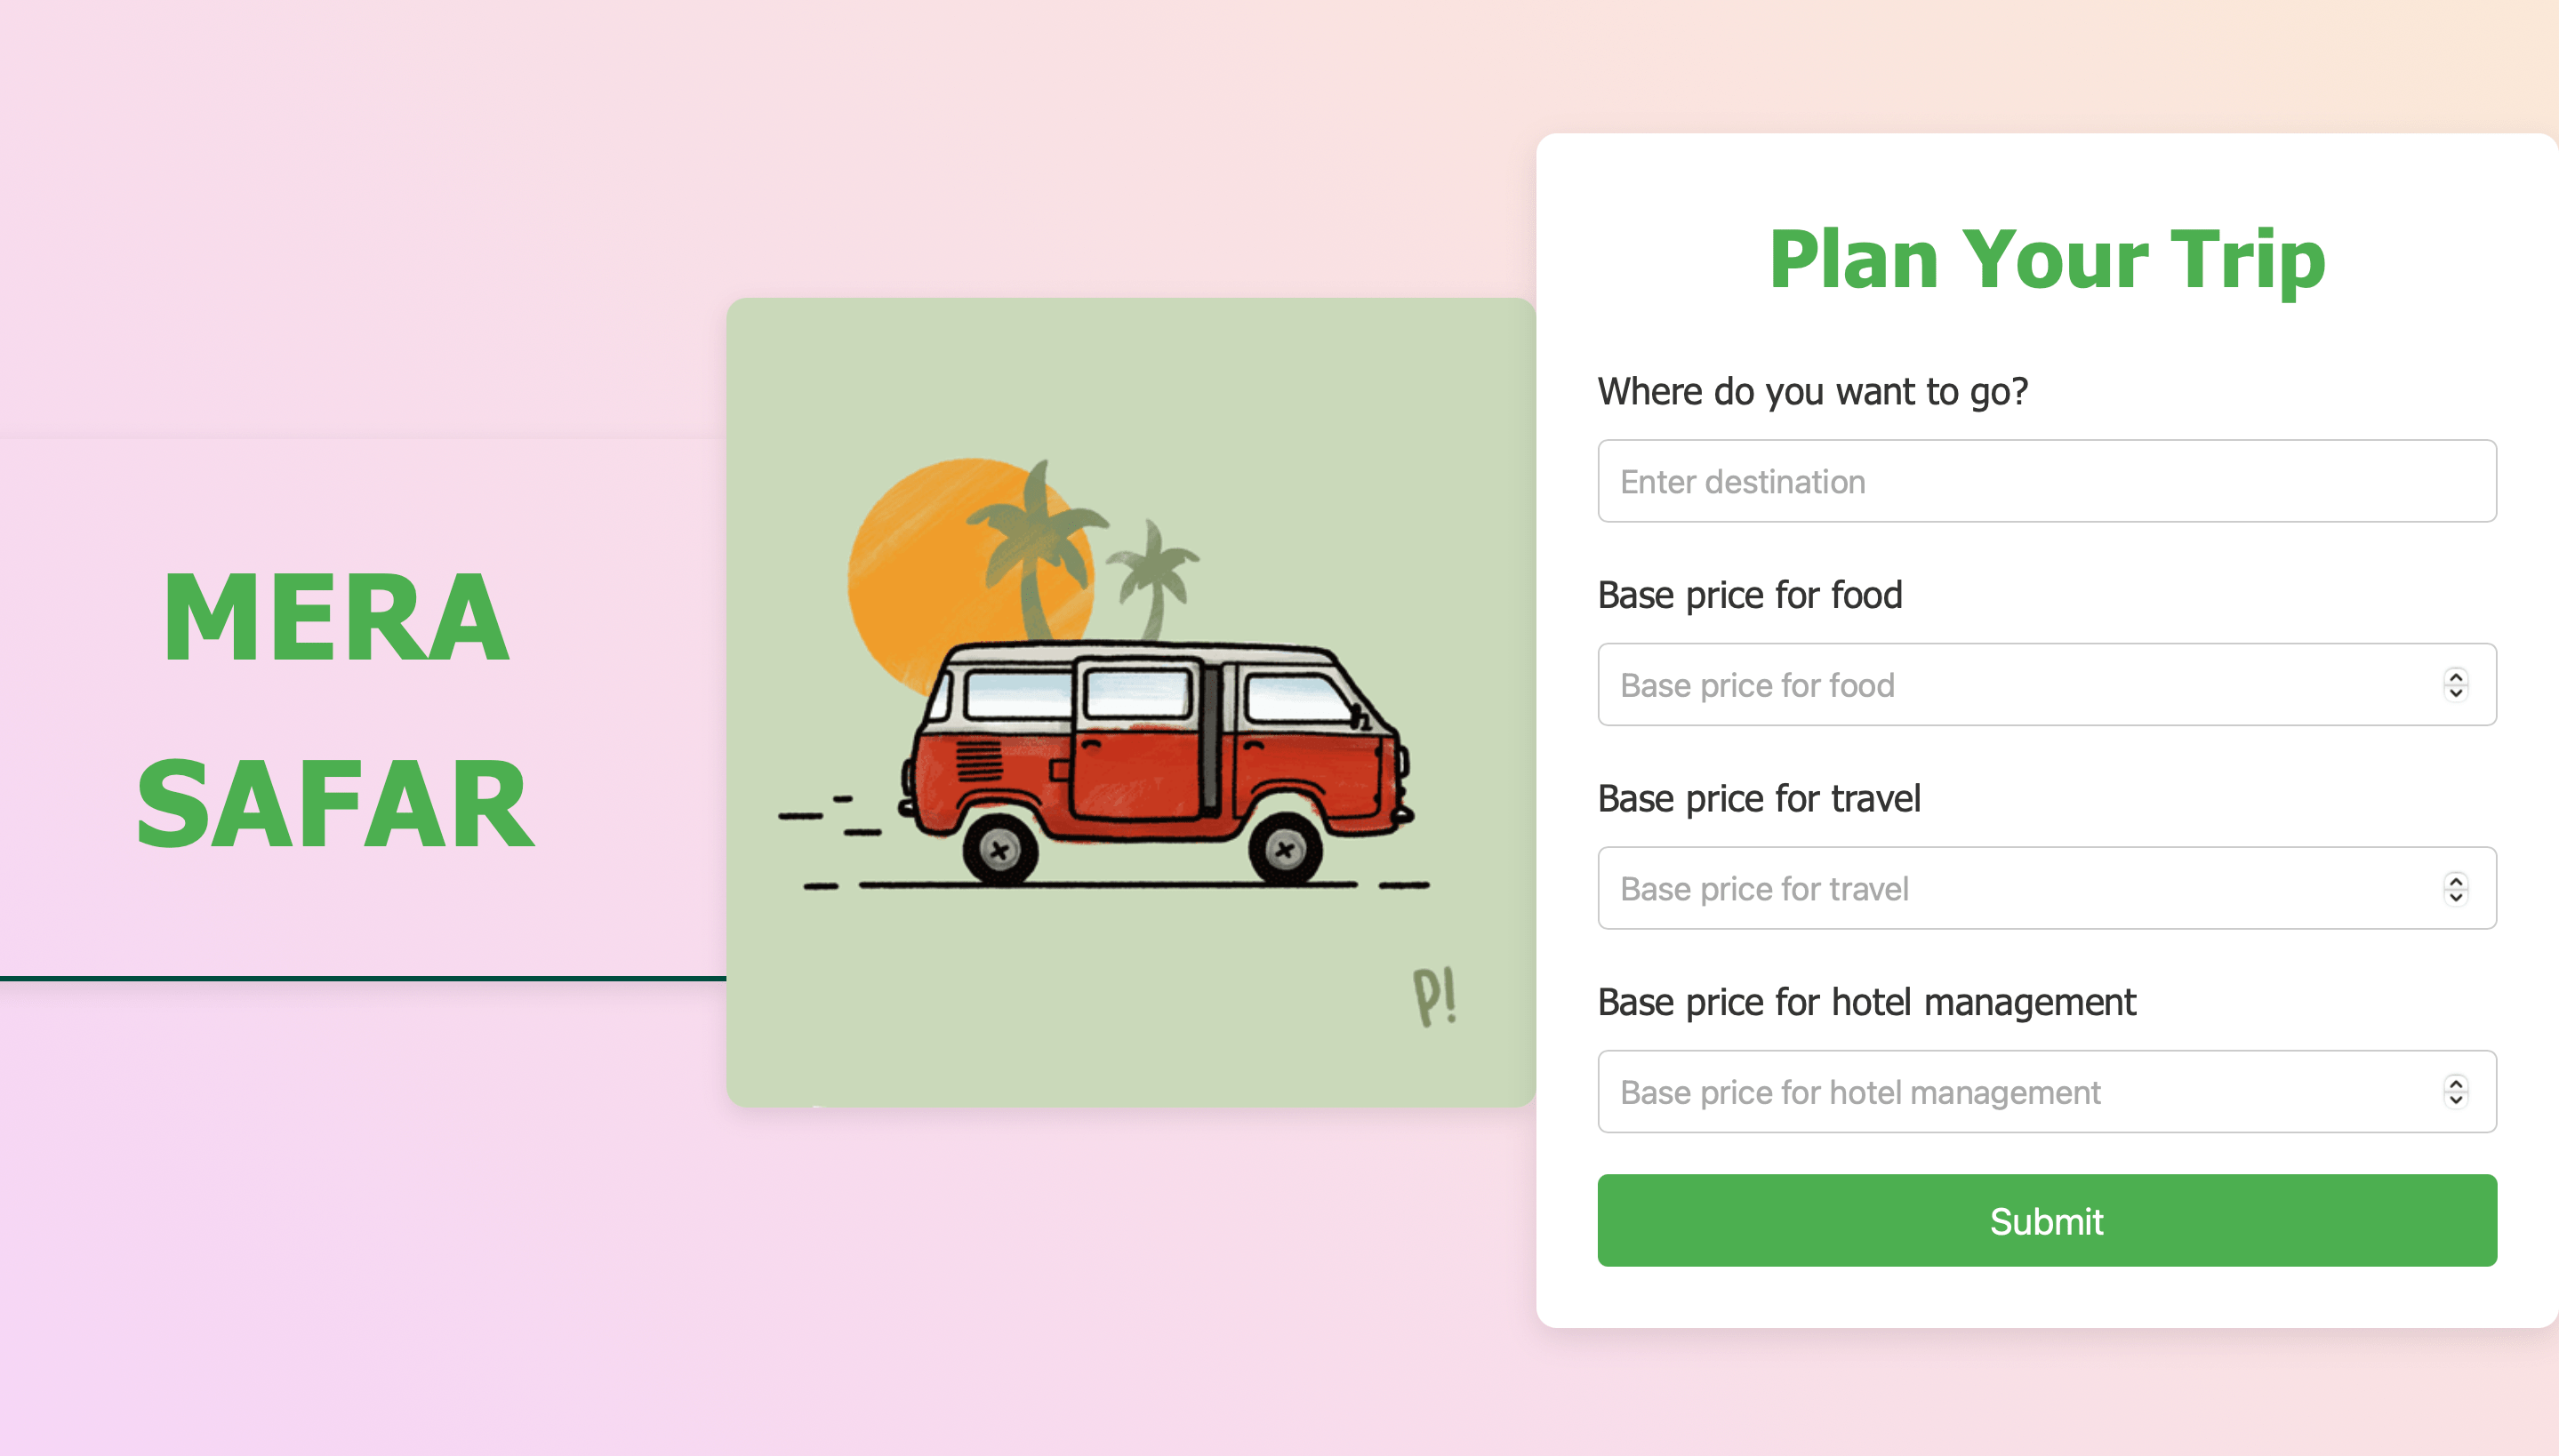 MERA
SAFAR
P!
Plan Your Trip
Where do you want to go?
Enter destination
Base price for food
Base price for food
Base price for travel
Base price for travel
Base price for hotel management
Base price for hotel management
Submit